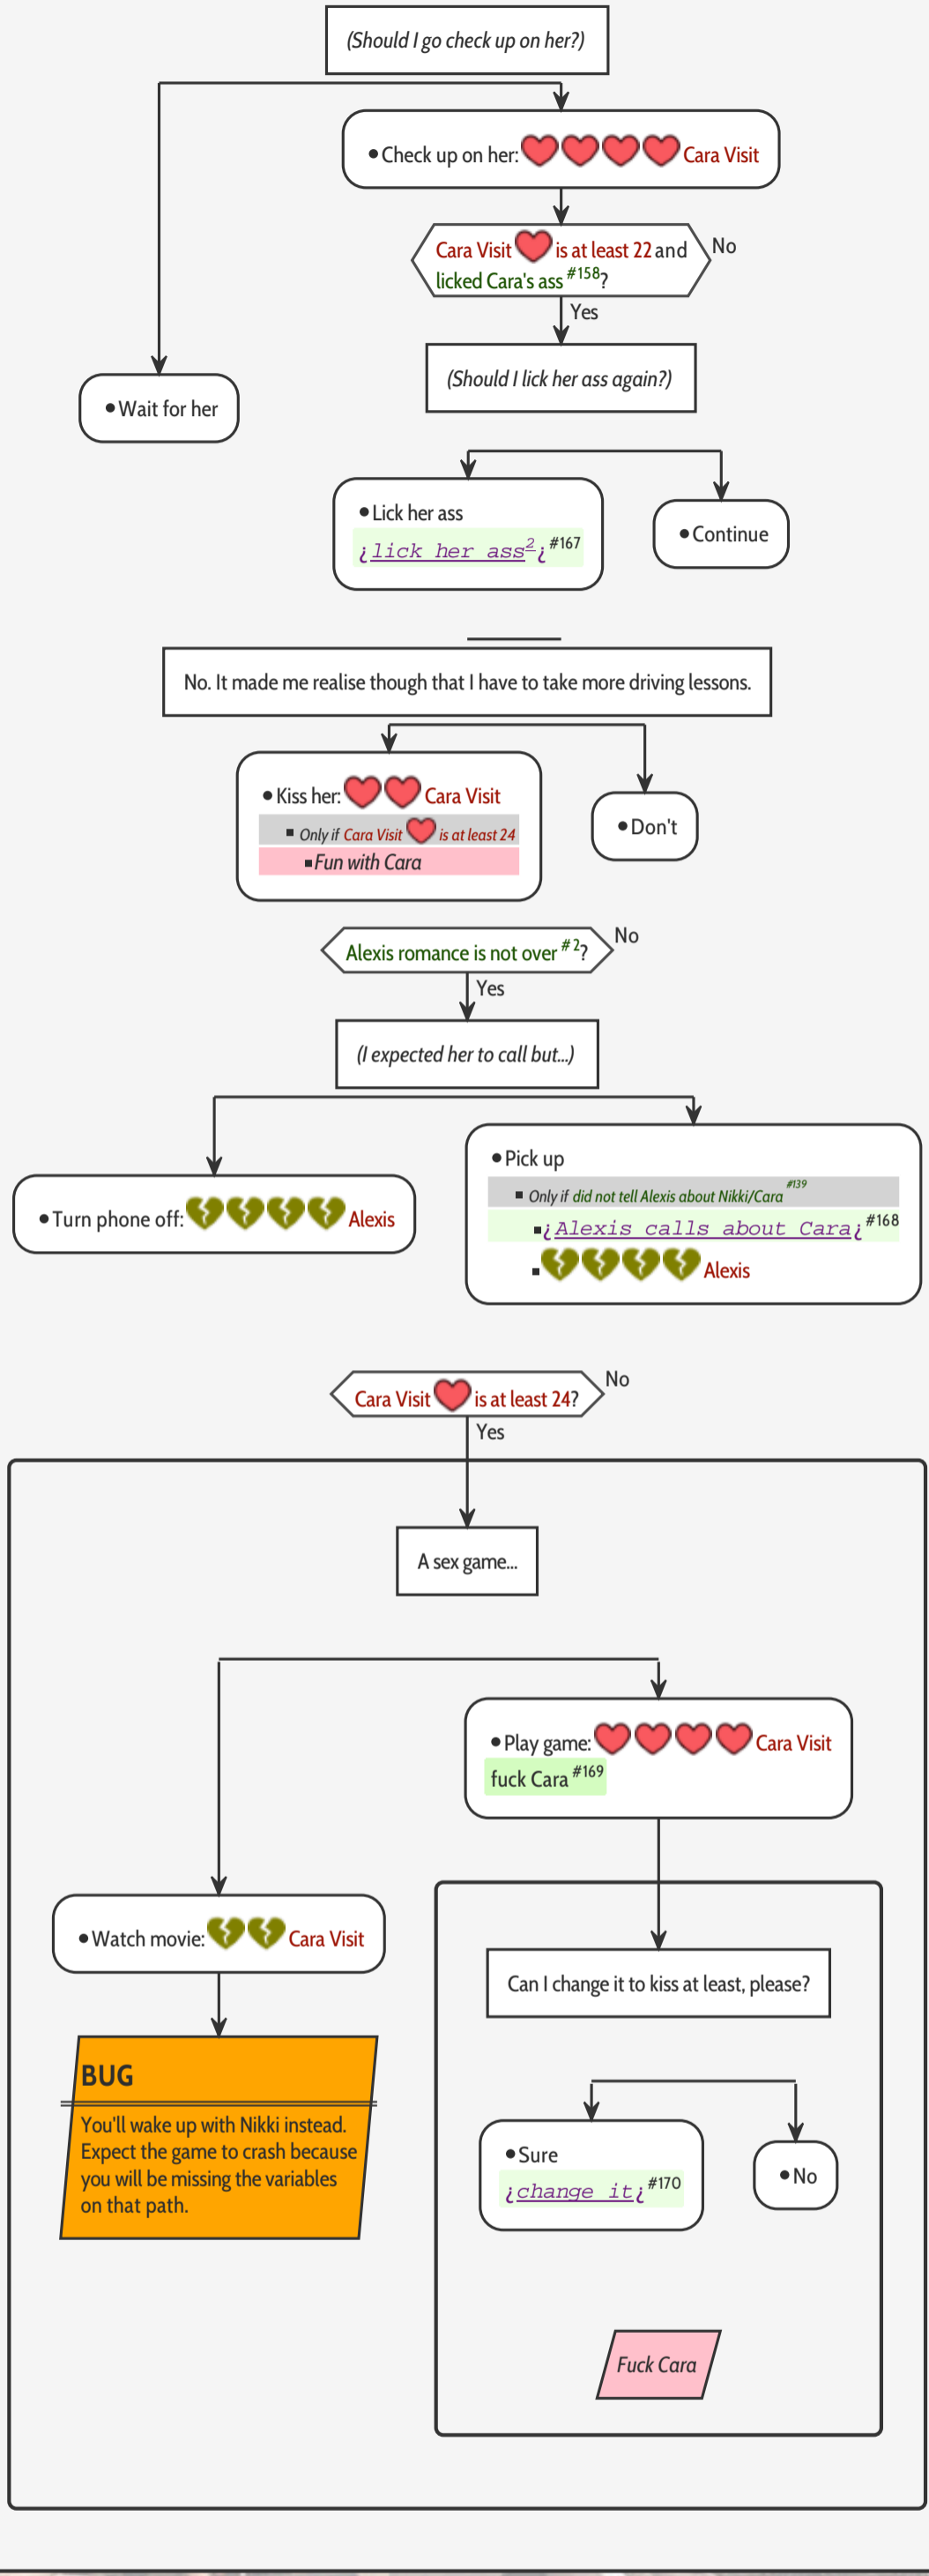 (Should I go check up on her?)
• Check up on her: Cara Visit
Cara Visit is at least 22 and
licked Cara's ass #158?
No
Yes
(Should I lick her ass again?)
• Wait for her
• Lick her ass
¿lick her ass²¿ #167
• Continue
No. It made me realise though that I have to take more driving lessons.
• Kiss her: Cara Visit
▪ Only if Cara Visit is at least 24
▪ Fun with Cara
• Don't
Alexis romance is not over #2?
No
Yes
(I expected her to call but...)
• Turn phone off: Alexis
• Pick up
▪ Only if did not tell Alexis about Nikki/Cara #139
▪ ¿Alexis calls about Cara¿ #168
▪ Alexis
Cara Visit is at least 24?
No
Yes
A sex game...
• Play game: Cara Visit
fuck Cara #169
• Watch movie: Cara Visit
BUG
You'll wake up with Nikki instead.
Expect the game to crash because
you will be missing the variables
on that path.
Can I change it to kiss at least, please?
• Sure
¿change it¿ #170
• No
Fuck Cara